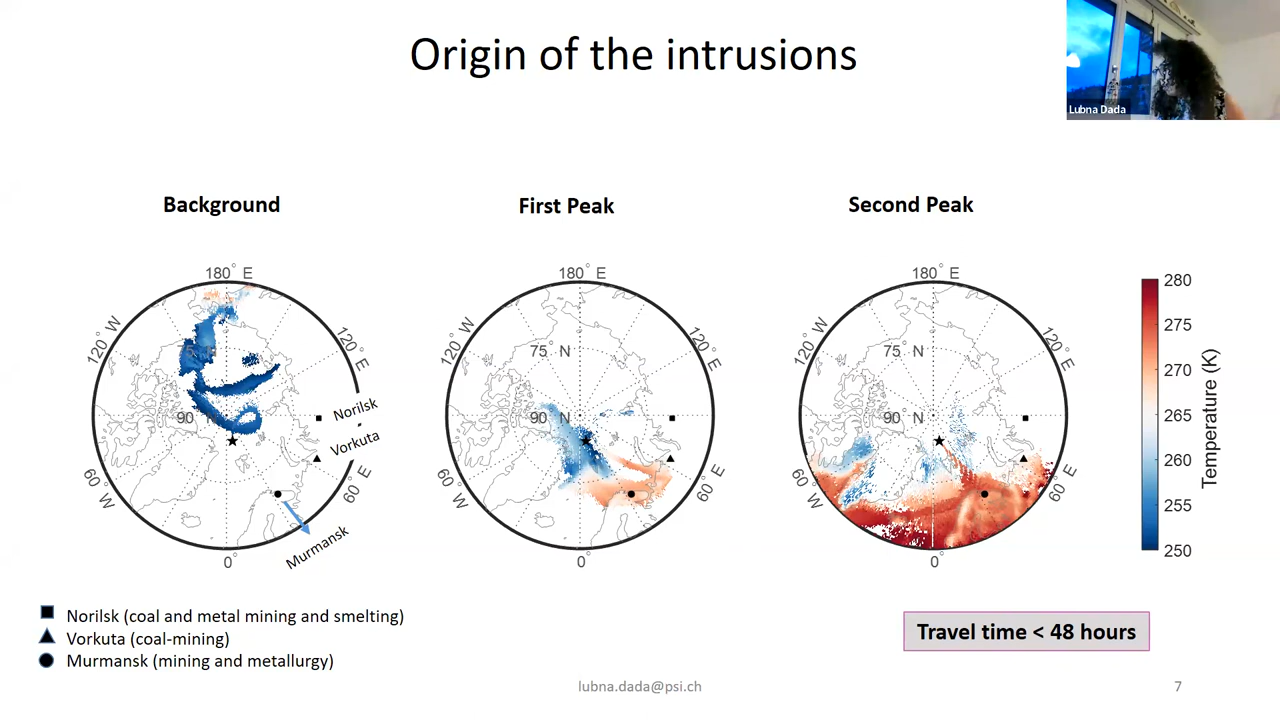 Origin of the intrusions
Lubna Dada
Background
First Peak
Second Peak
180° E
120° W
120° E
90° N
60° W
60° E
0°
Norilsk
Vorkuta
Murmansk
180° E
120° W
120° E
75° N
90° N
60° W
60° E
0°
180° E
120° W
120° E
75° N
90° N
60° W
60° E
0°
280
275
270
265
260
255
250
Temperature (K)
Norilsk (coal and metal mining and smelting)
Vorkuta (coal-mining)
Murmansk (mining and metallurgy)
Travel time < 48 hours
lubna.dada@psi.ch
7